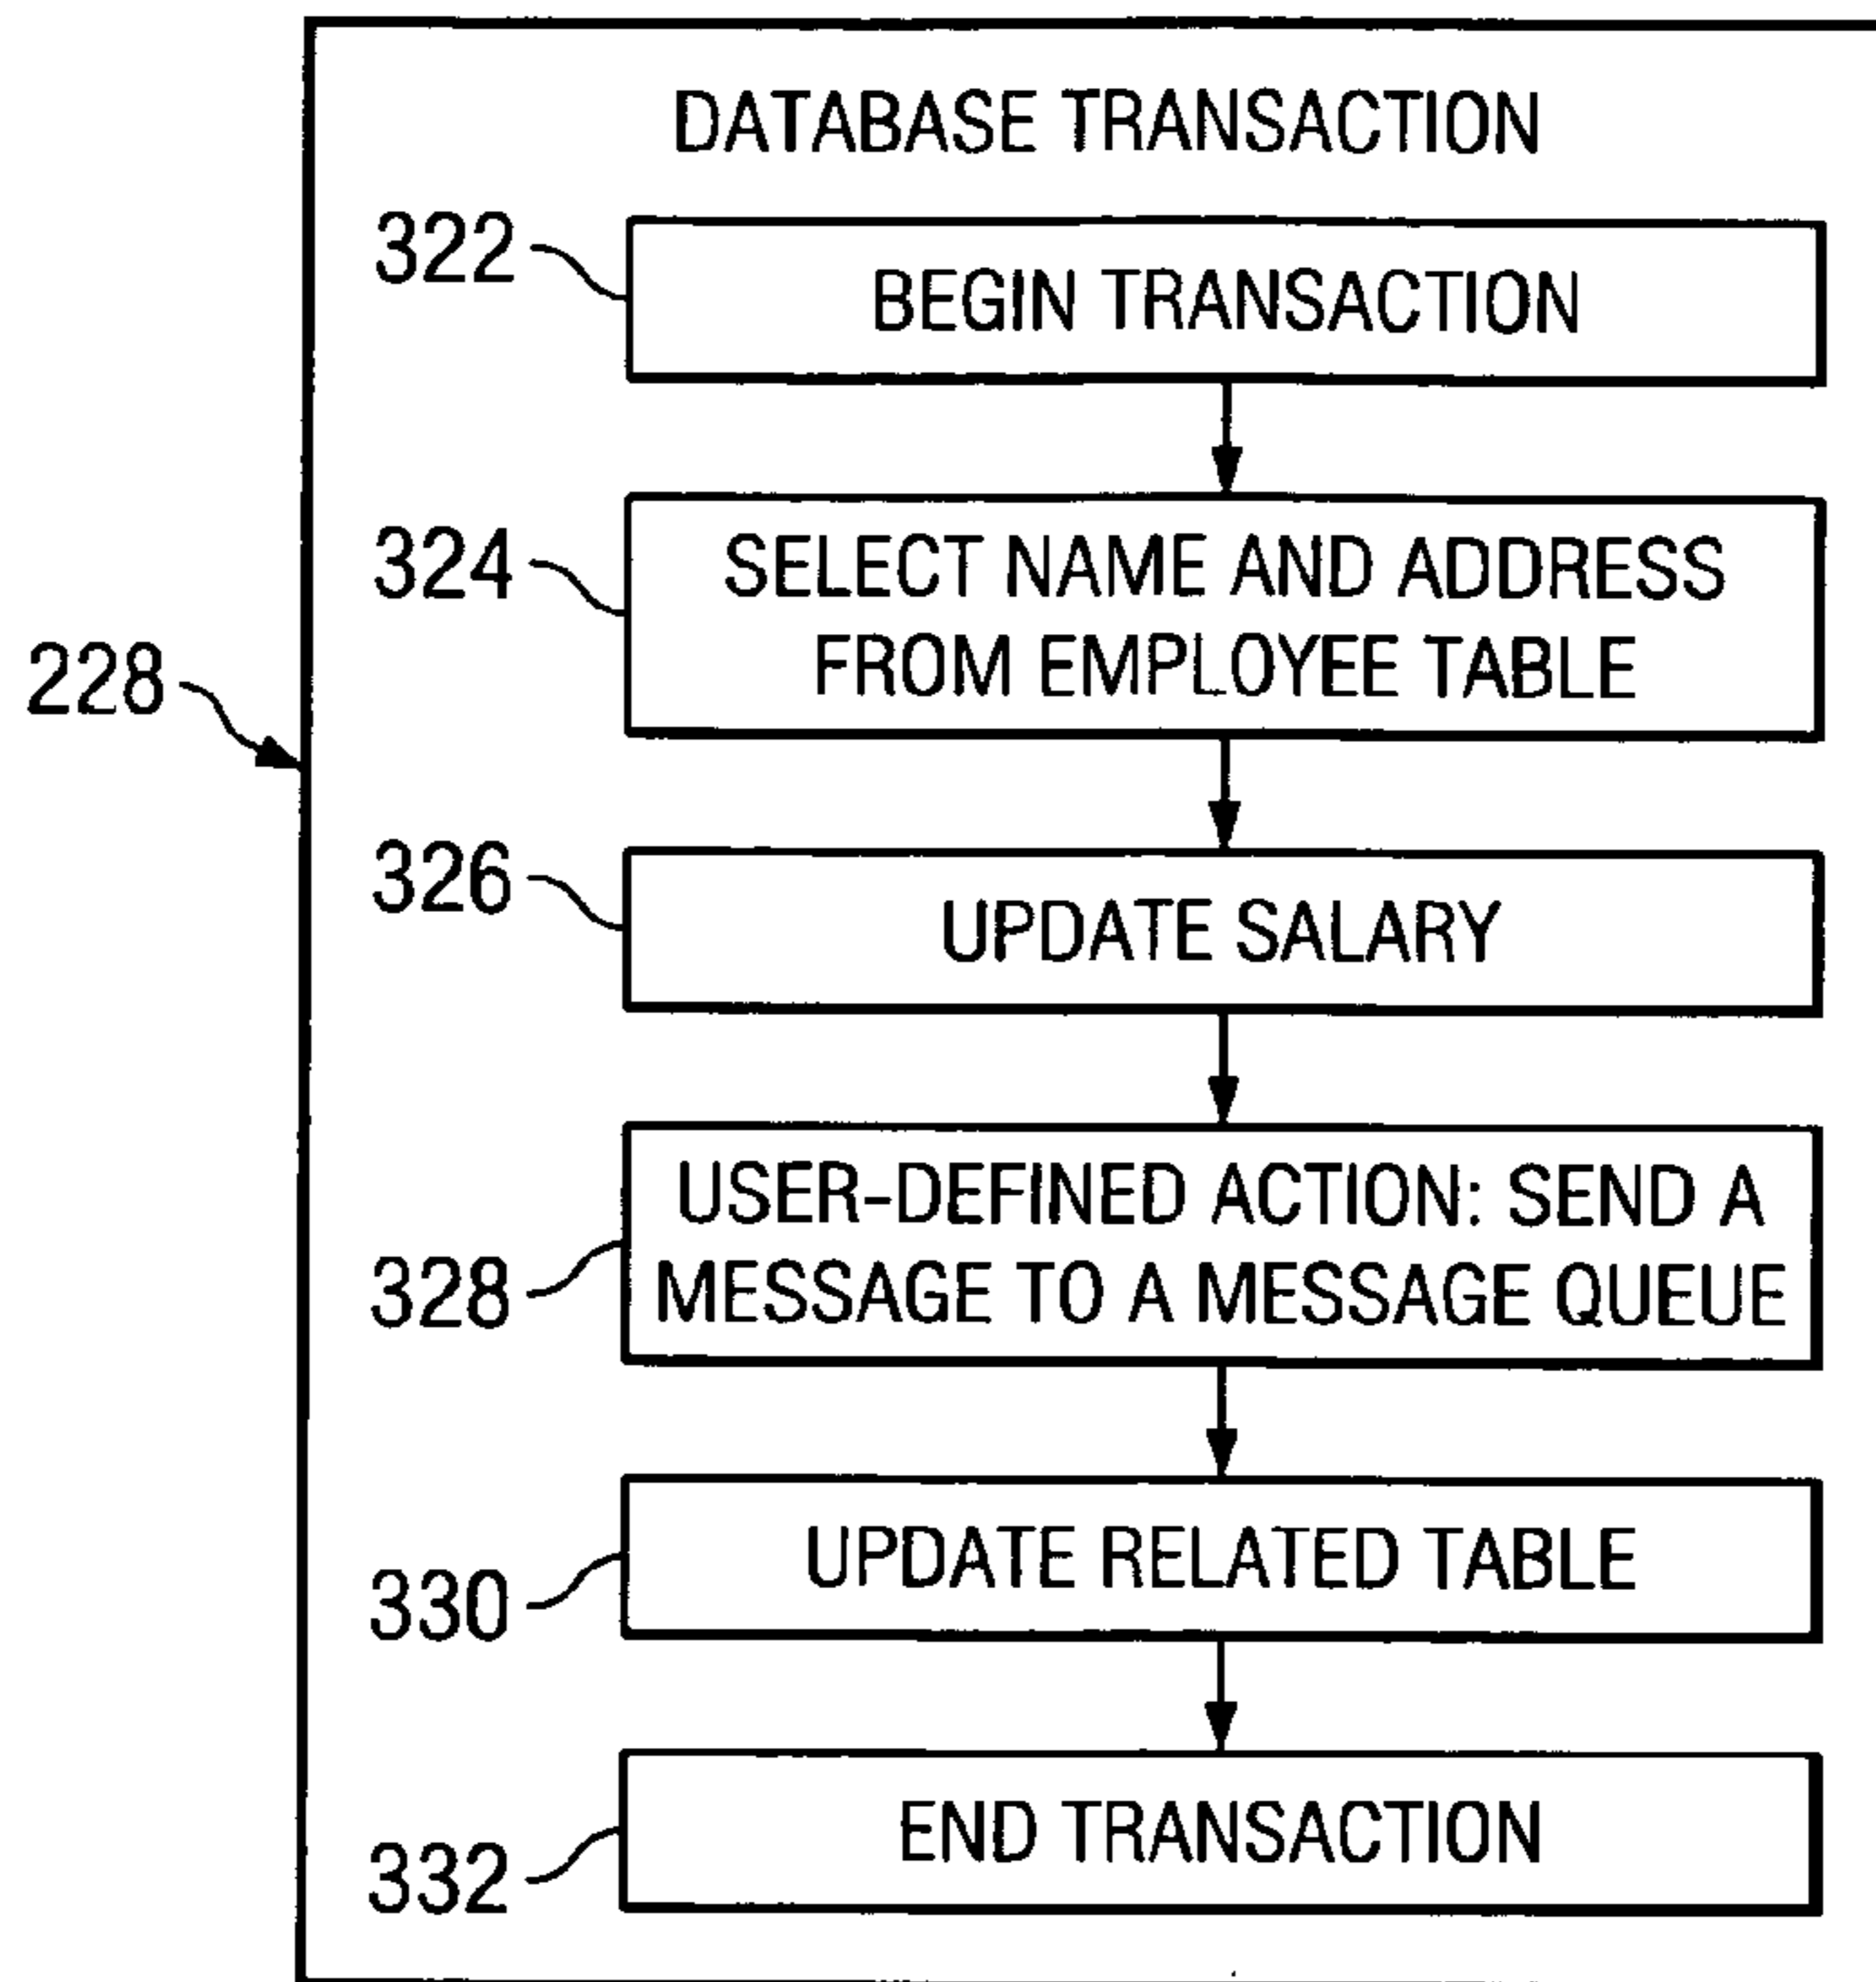 DATABASE TRANSACTION
322
BEGIN TRANSACTION
324
SELECT NAME AND ADDRESS
FROM EMPLOYEE TABLE
228
326
UPDATE SALARY
328
USER-DEFINED ACTION: SEND A
MESSAGE TO A MESSAGE QUEUE
330
UPDATE RELATED TABLE
332
END TRANSACTION